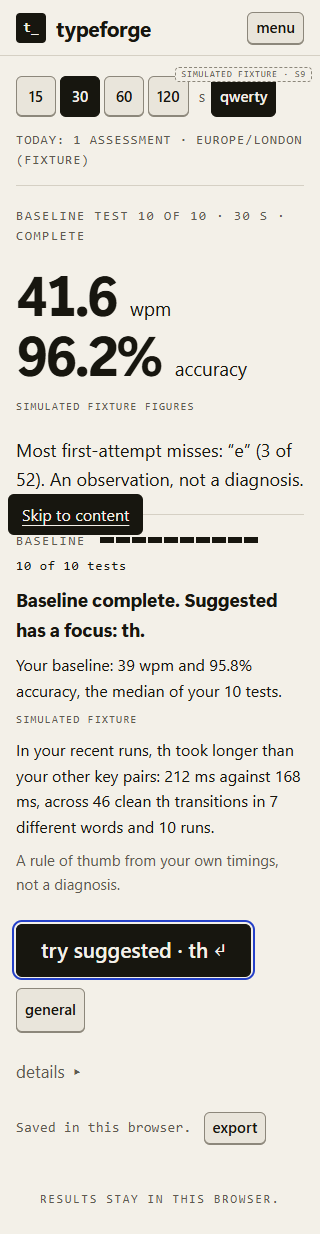 t_ typeforge menu
SIMULATED FIXTURE · S9
15 30 60 120 s qwerty
TODAY: 1 ASSESSMENT · EUROPE/LONDON
(FIXTURE)
BASELINE TEST 10 OF 10 · 30 S ·
COMPLETE
41.6 wpm
96.2% accuracy
SIMULATED FIXTURE FIGURES
Most first-attempt misses: “e” (3 of
52). An observation, not a diagnosis.
Skip to content
BASELINE
10 of 10 tests
Baseline complete. Suggested
has a focus: th.
Your baseline: 39 wpm and 95.8%
accuracy, the median of your 10 tests.
SIMULATED FIXTURE
In your recent runs, th took longer than
your other key pairs: 212 ms against 168
ms, across 46 clean th transitions in 7
different words and 10 runs.
A rule of thumb from your own timings,
not a diagnosis.
try suggested · th ↲
general
details ▸
Saved in this browser. export
RESULTS STAY IN THIS BROWSER.